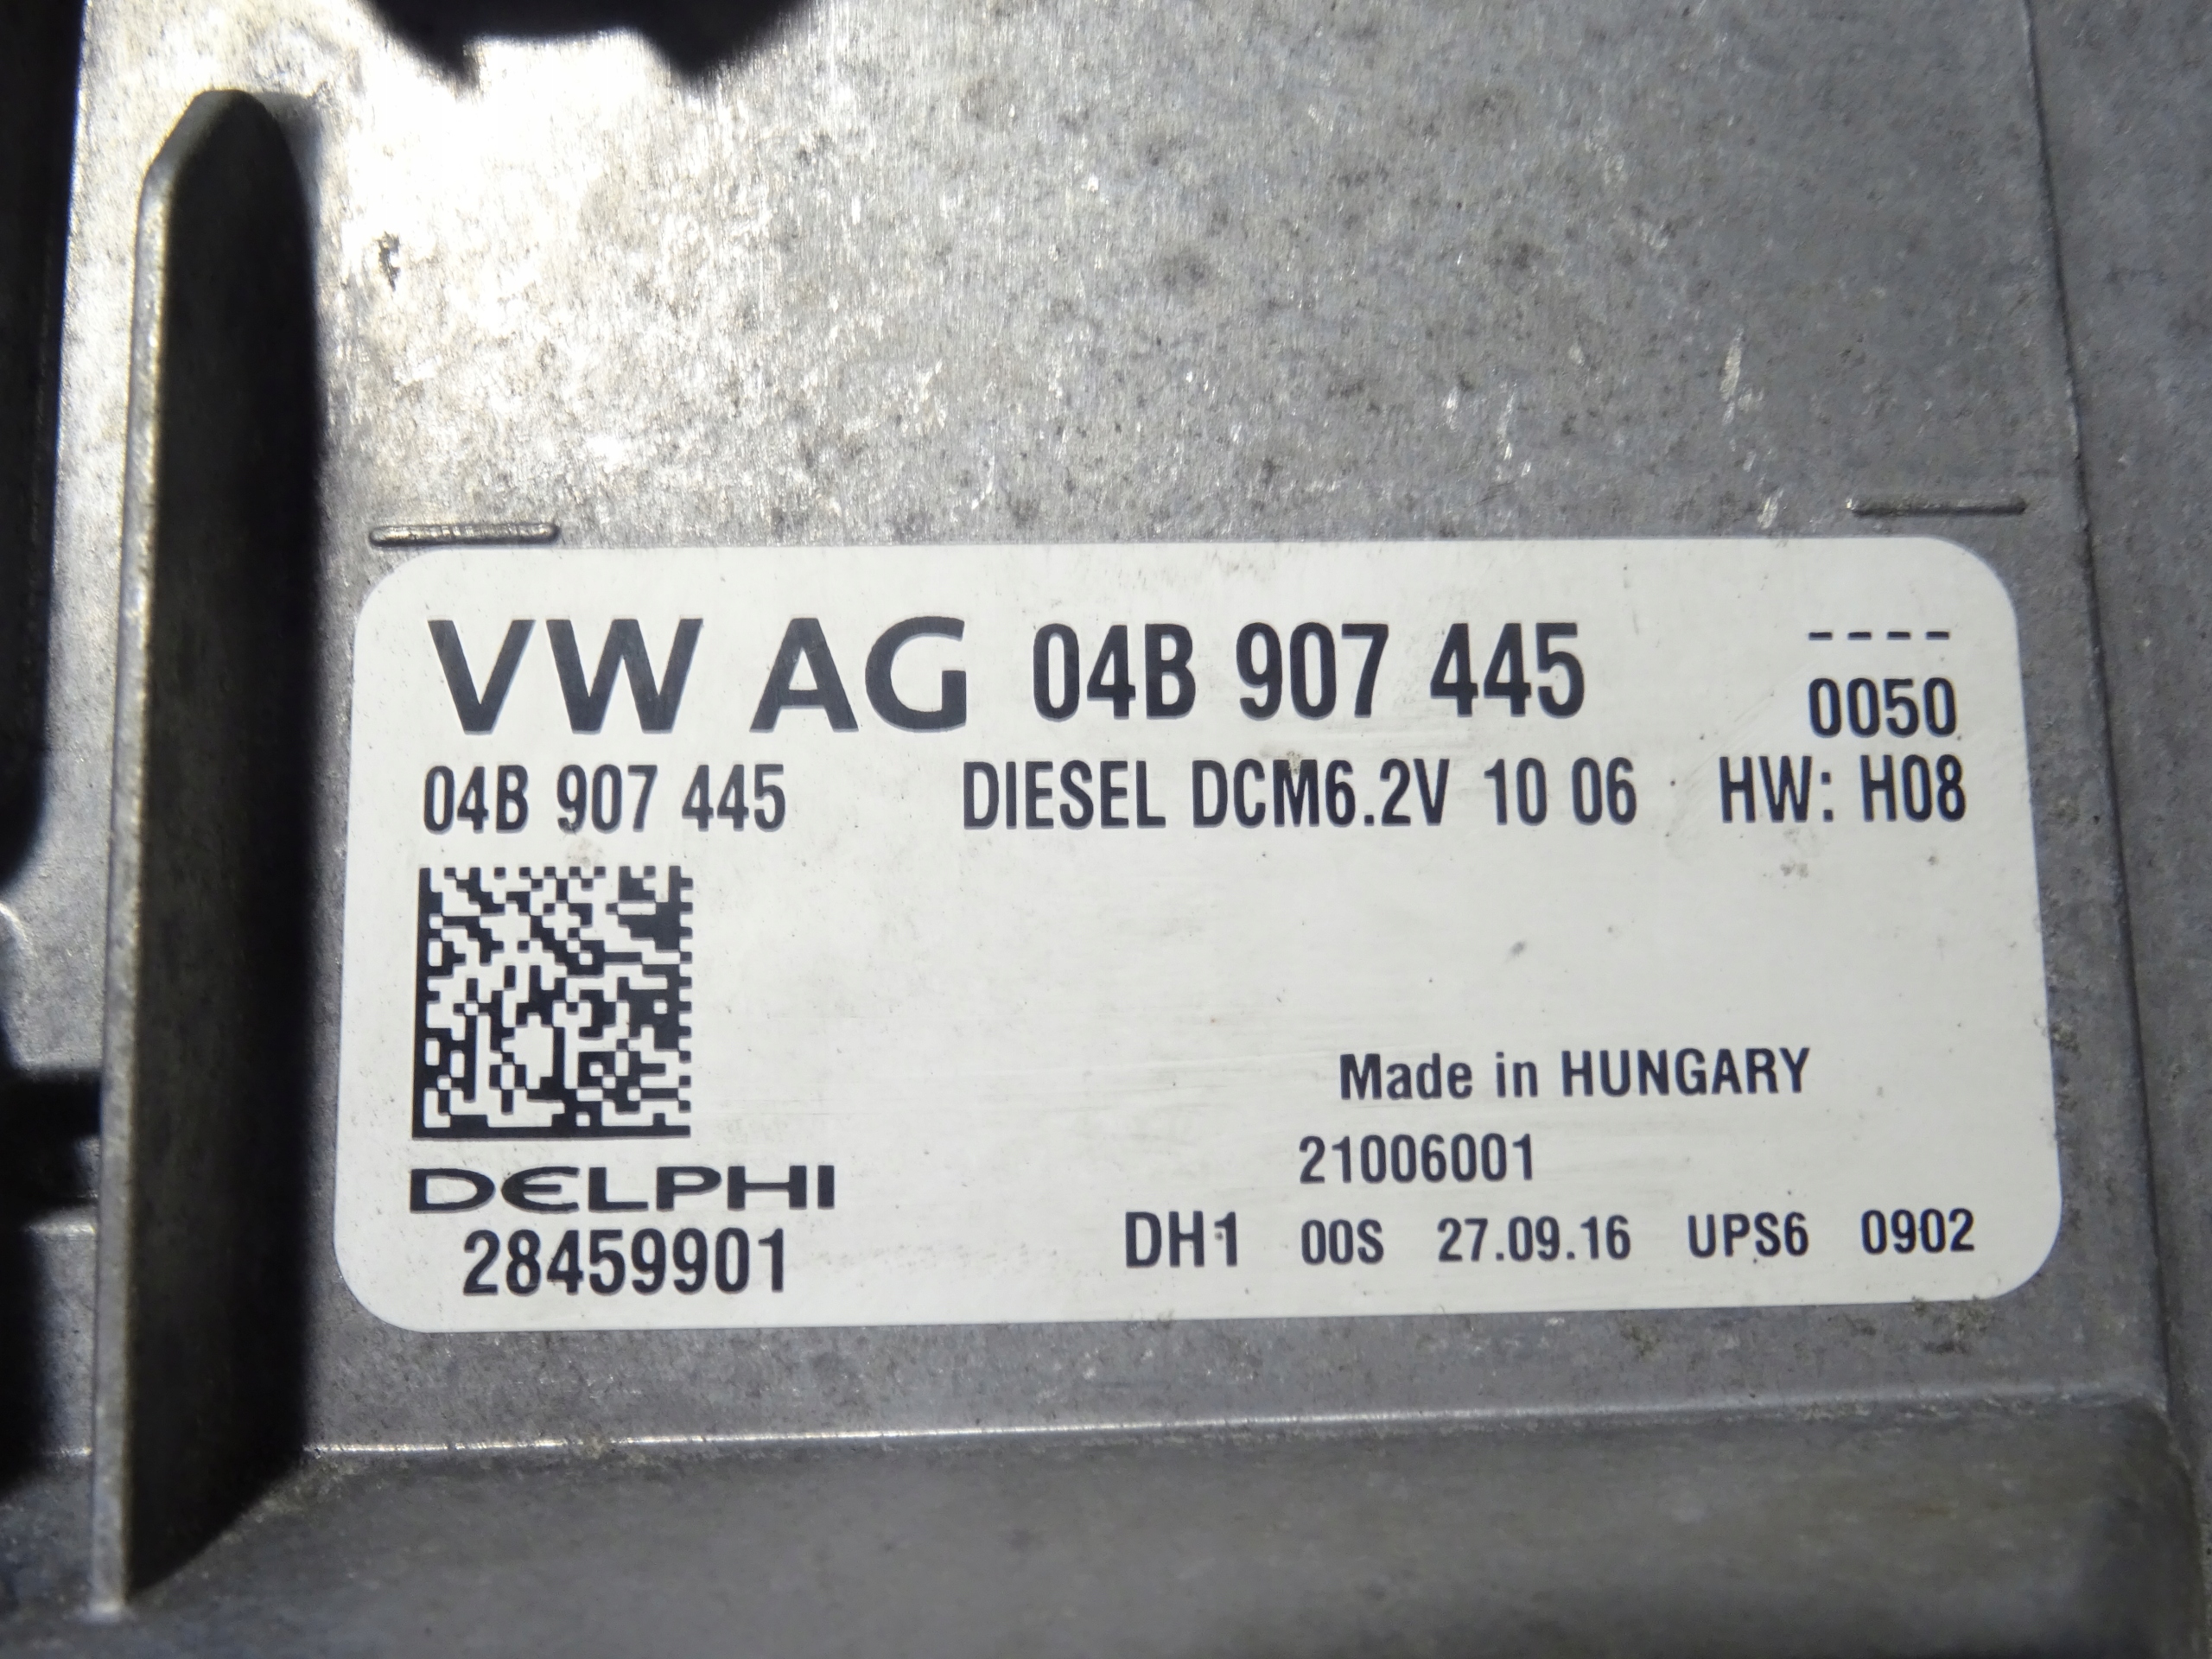 VW AG 04B 907 445 ----
0050
04B 907 445 DIESEL DCM6.2V 10 06 HW: H08
Made in HUNGARY
21006001
DELPHI
28459901 DH1 00S 27.09.16 UPS6 0902